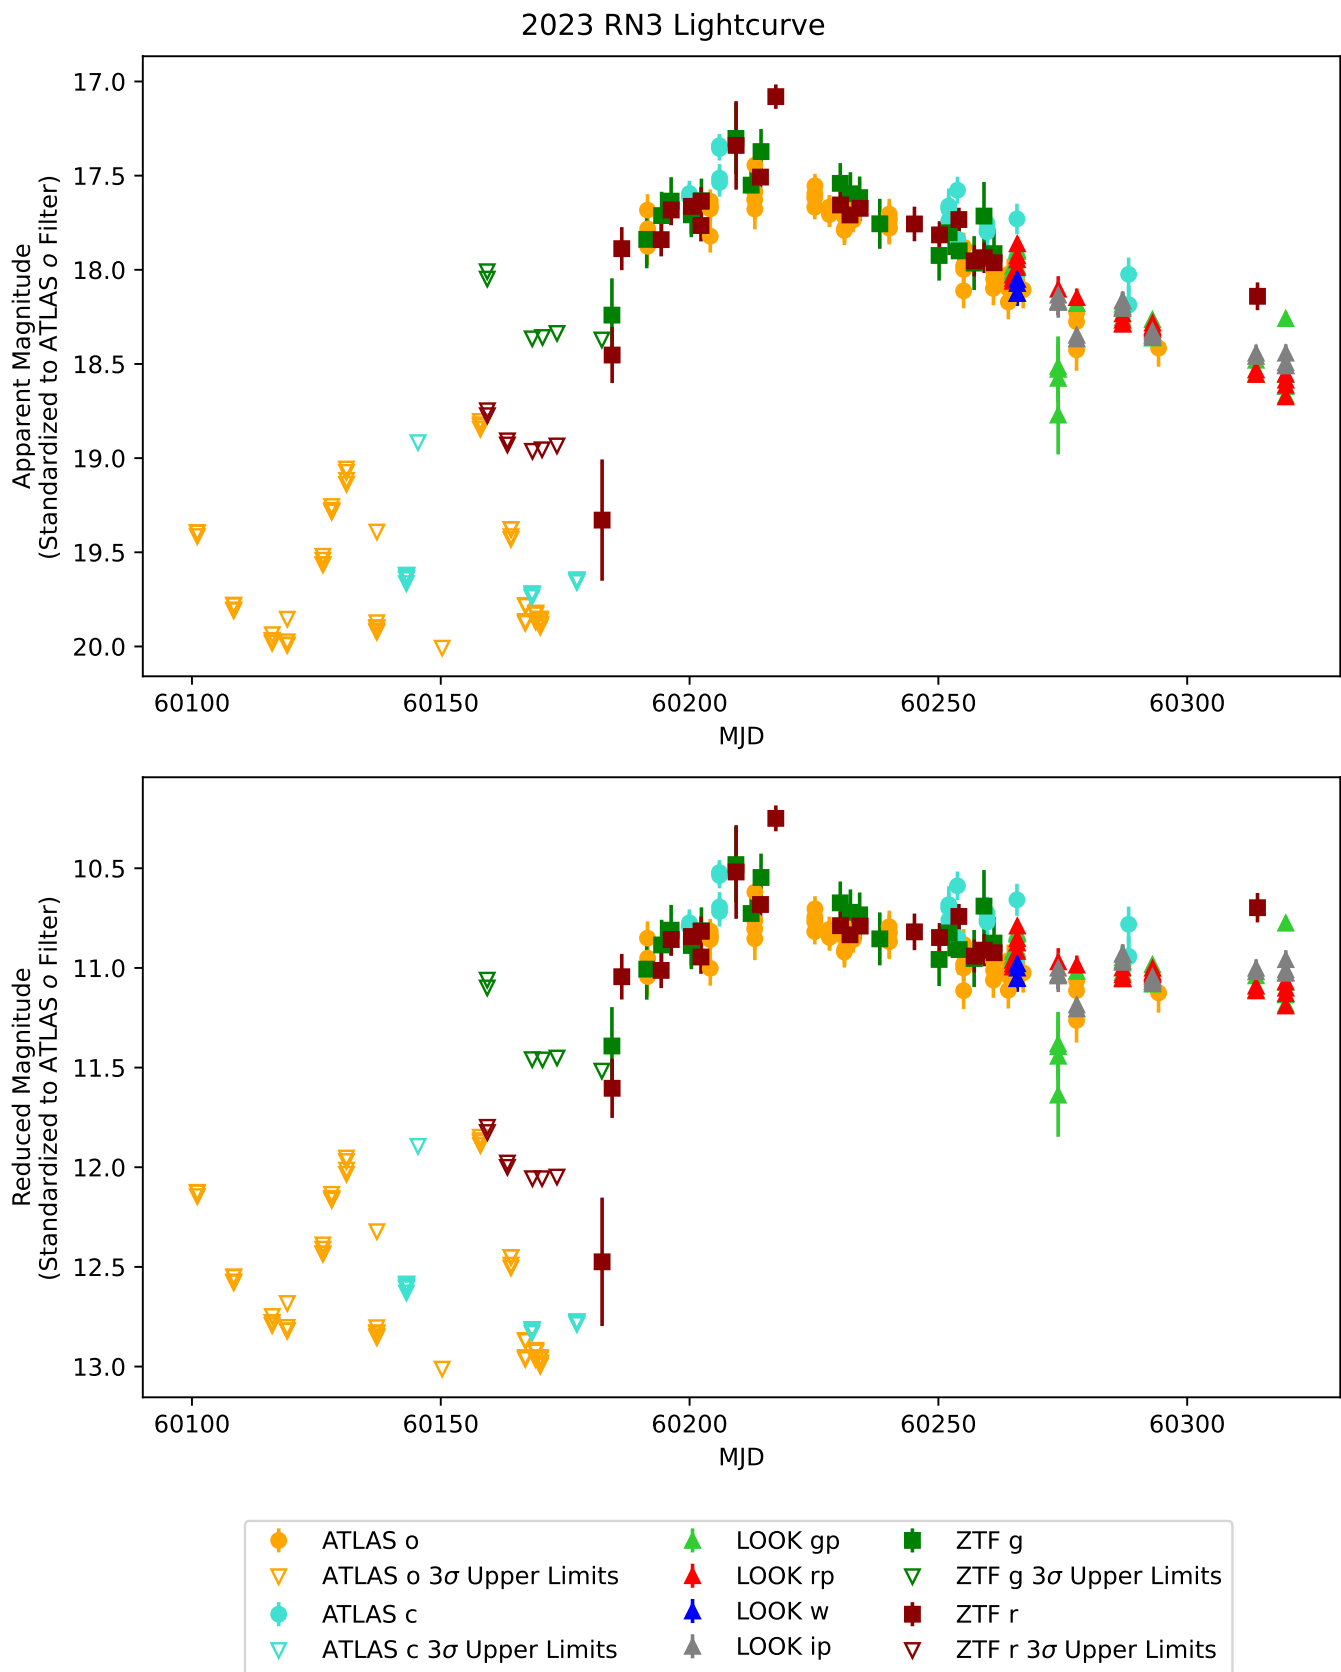 2023 RN3 Lightcurve
Apparent Magnitude
(Standardized to ATLAS o Filter)
17.0
17.5
18.0
18.5
19.0
19.5
20.0
60100 60150 60200 60250 60300
MJD
Reduced Magnitude
(Standardized to ATLAS o Filter)
10.5
11.0
11.5
12.0
12.5
13.0
60100 60150 60200 60250 60300
MJD
ATLAS o
ATLAS o 3σ Upper Limits
ATLAS c
ATLAS c 3σ Upper Limits
LOOK gp
LOOK rp
LOOK w
LOOK ip
ZTF g
ZTF g 3σ Upper Limits
ZTF r
ZTF r 3σ Upper Limits